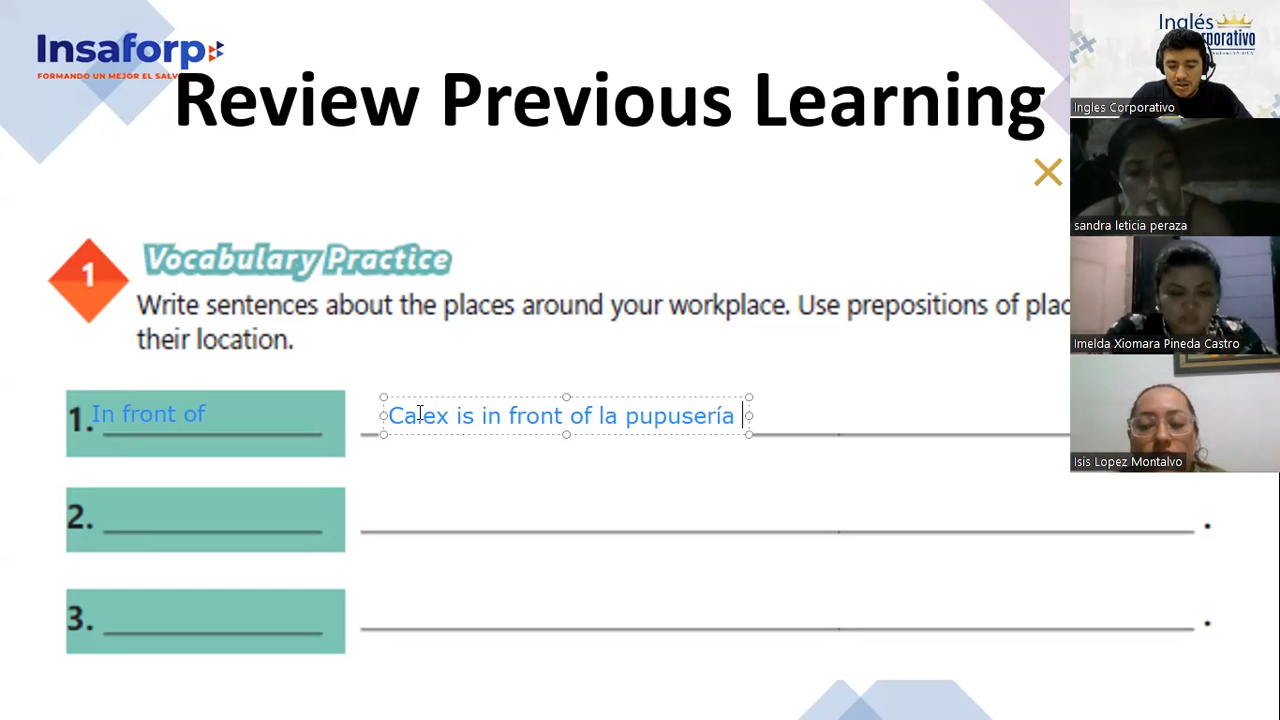 Insaforp
FORMANDO UN MEJOR EL SALV
Review Previous Learning
Inglés
Corporativo
Ingles Corporativo
sandra leticia peraza
Imelda Xiomara Pineda Castro
Isis Lopez Montalvo
1
Vocabulary Practice
Write sentences about the places around your workplace. Use prepositions of plac
their location.
1. In front of
Calex is in front of la pupusería
2.
.
3.
.